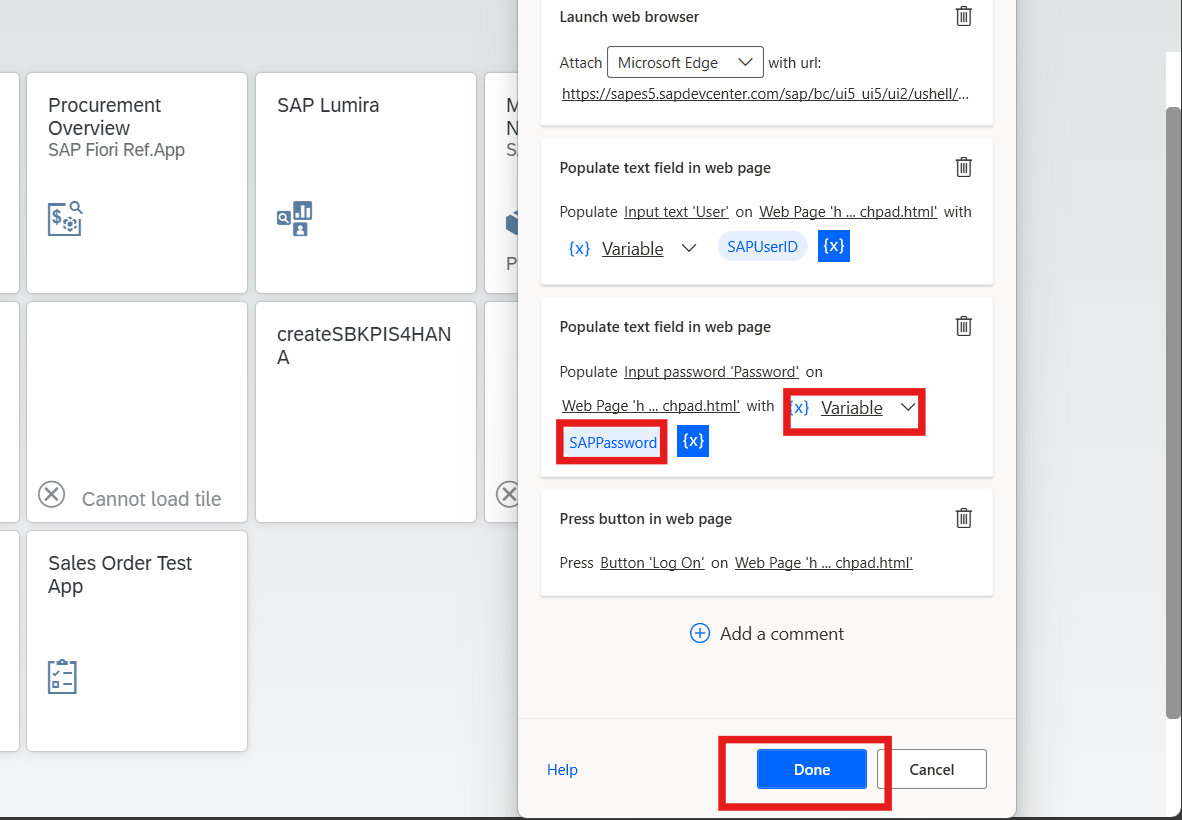 Procurement
Overview
SAP Fiori Ref.App
SAP Lumira
Cannot load tile
createSBKPIS4HAN
A
Sales Order Test
App
Launch web browser
Attach Microsoft Edge with url:
https://sapes5.sapdevcenter.com/sap/bc/ui5_ui5/ui2/ushell/...
Populate text field in web page
Populate Input text 'User' on Web Page 'h ... chpad.html' with
{x} Variable SAPUserID {x}
Populate text field in web page
Populate Input password 'Password' on
Web Page 'h ... chpad.html' with {x} Variable
SAPPassword {x}
Press button in web page
Press Button 'Log On' on Web Page 'h ... chpad.html'
Add a comment
Help Done Cancel